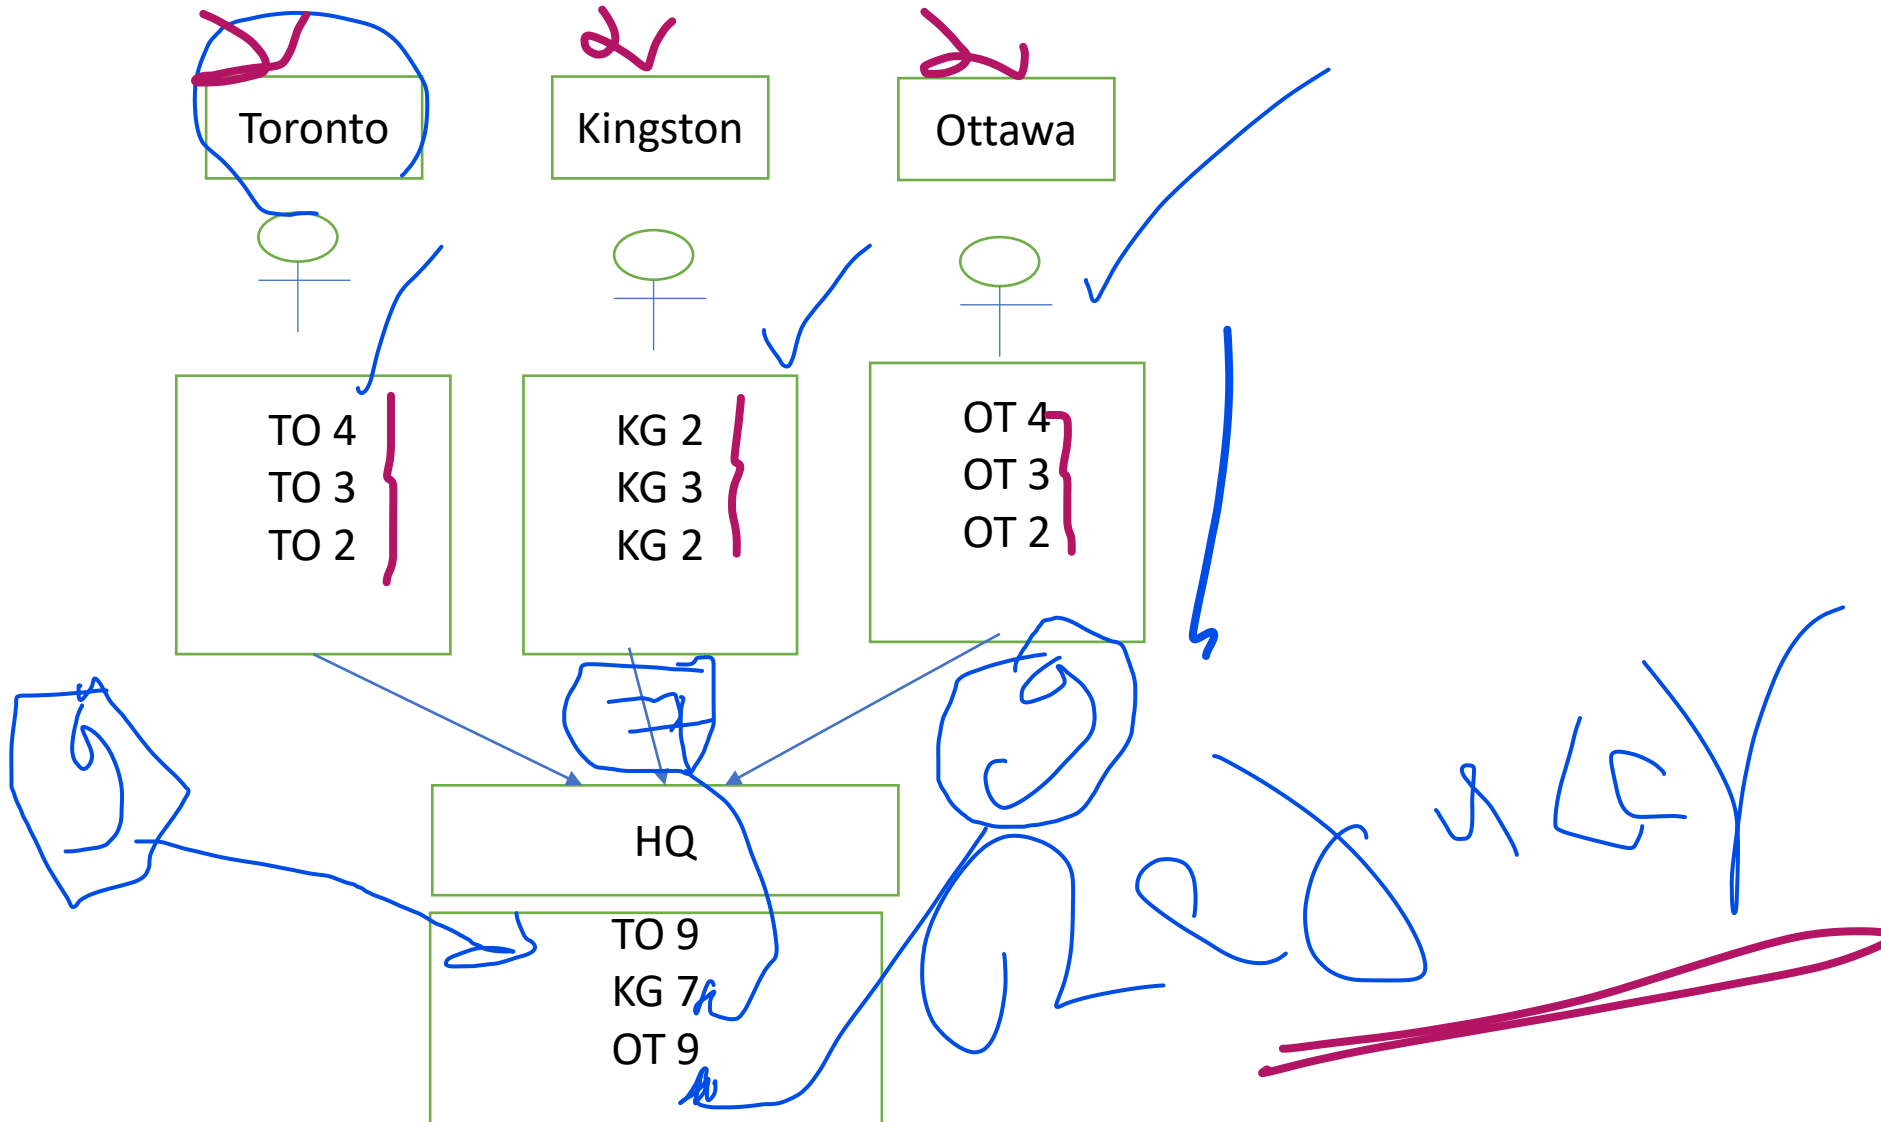 Toronto
Kingston
Ottawa
TO 4
TO 3
TO 2
KG 2
KG 3
KG 2
OT 4
OT 3
OT 2
HQ
TO 9
KG 7
OT 9